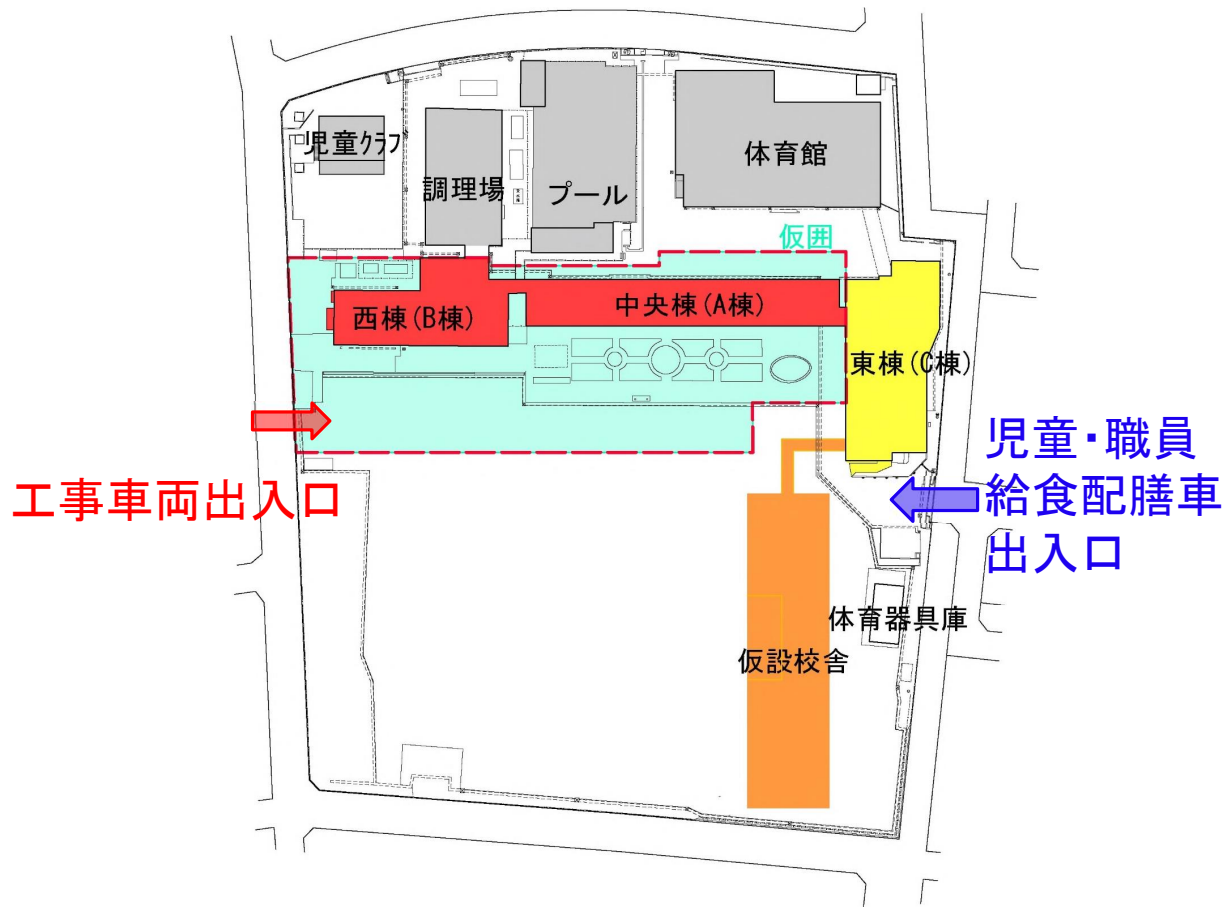 児童ｸﾗﾌﾞ
調理場
プール
体育館
仮囲
西棟(B棟)
中央棟(A棟)
東棟(C棟)
工事車両出入口
児童・職員
給食配膳車
出入口
体育器具庫
仮設校舎